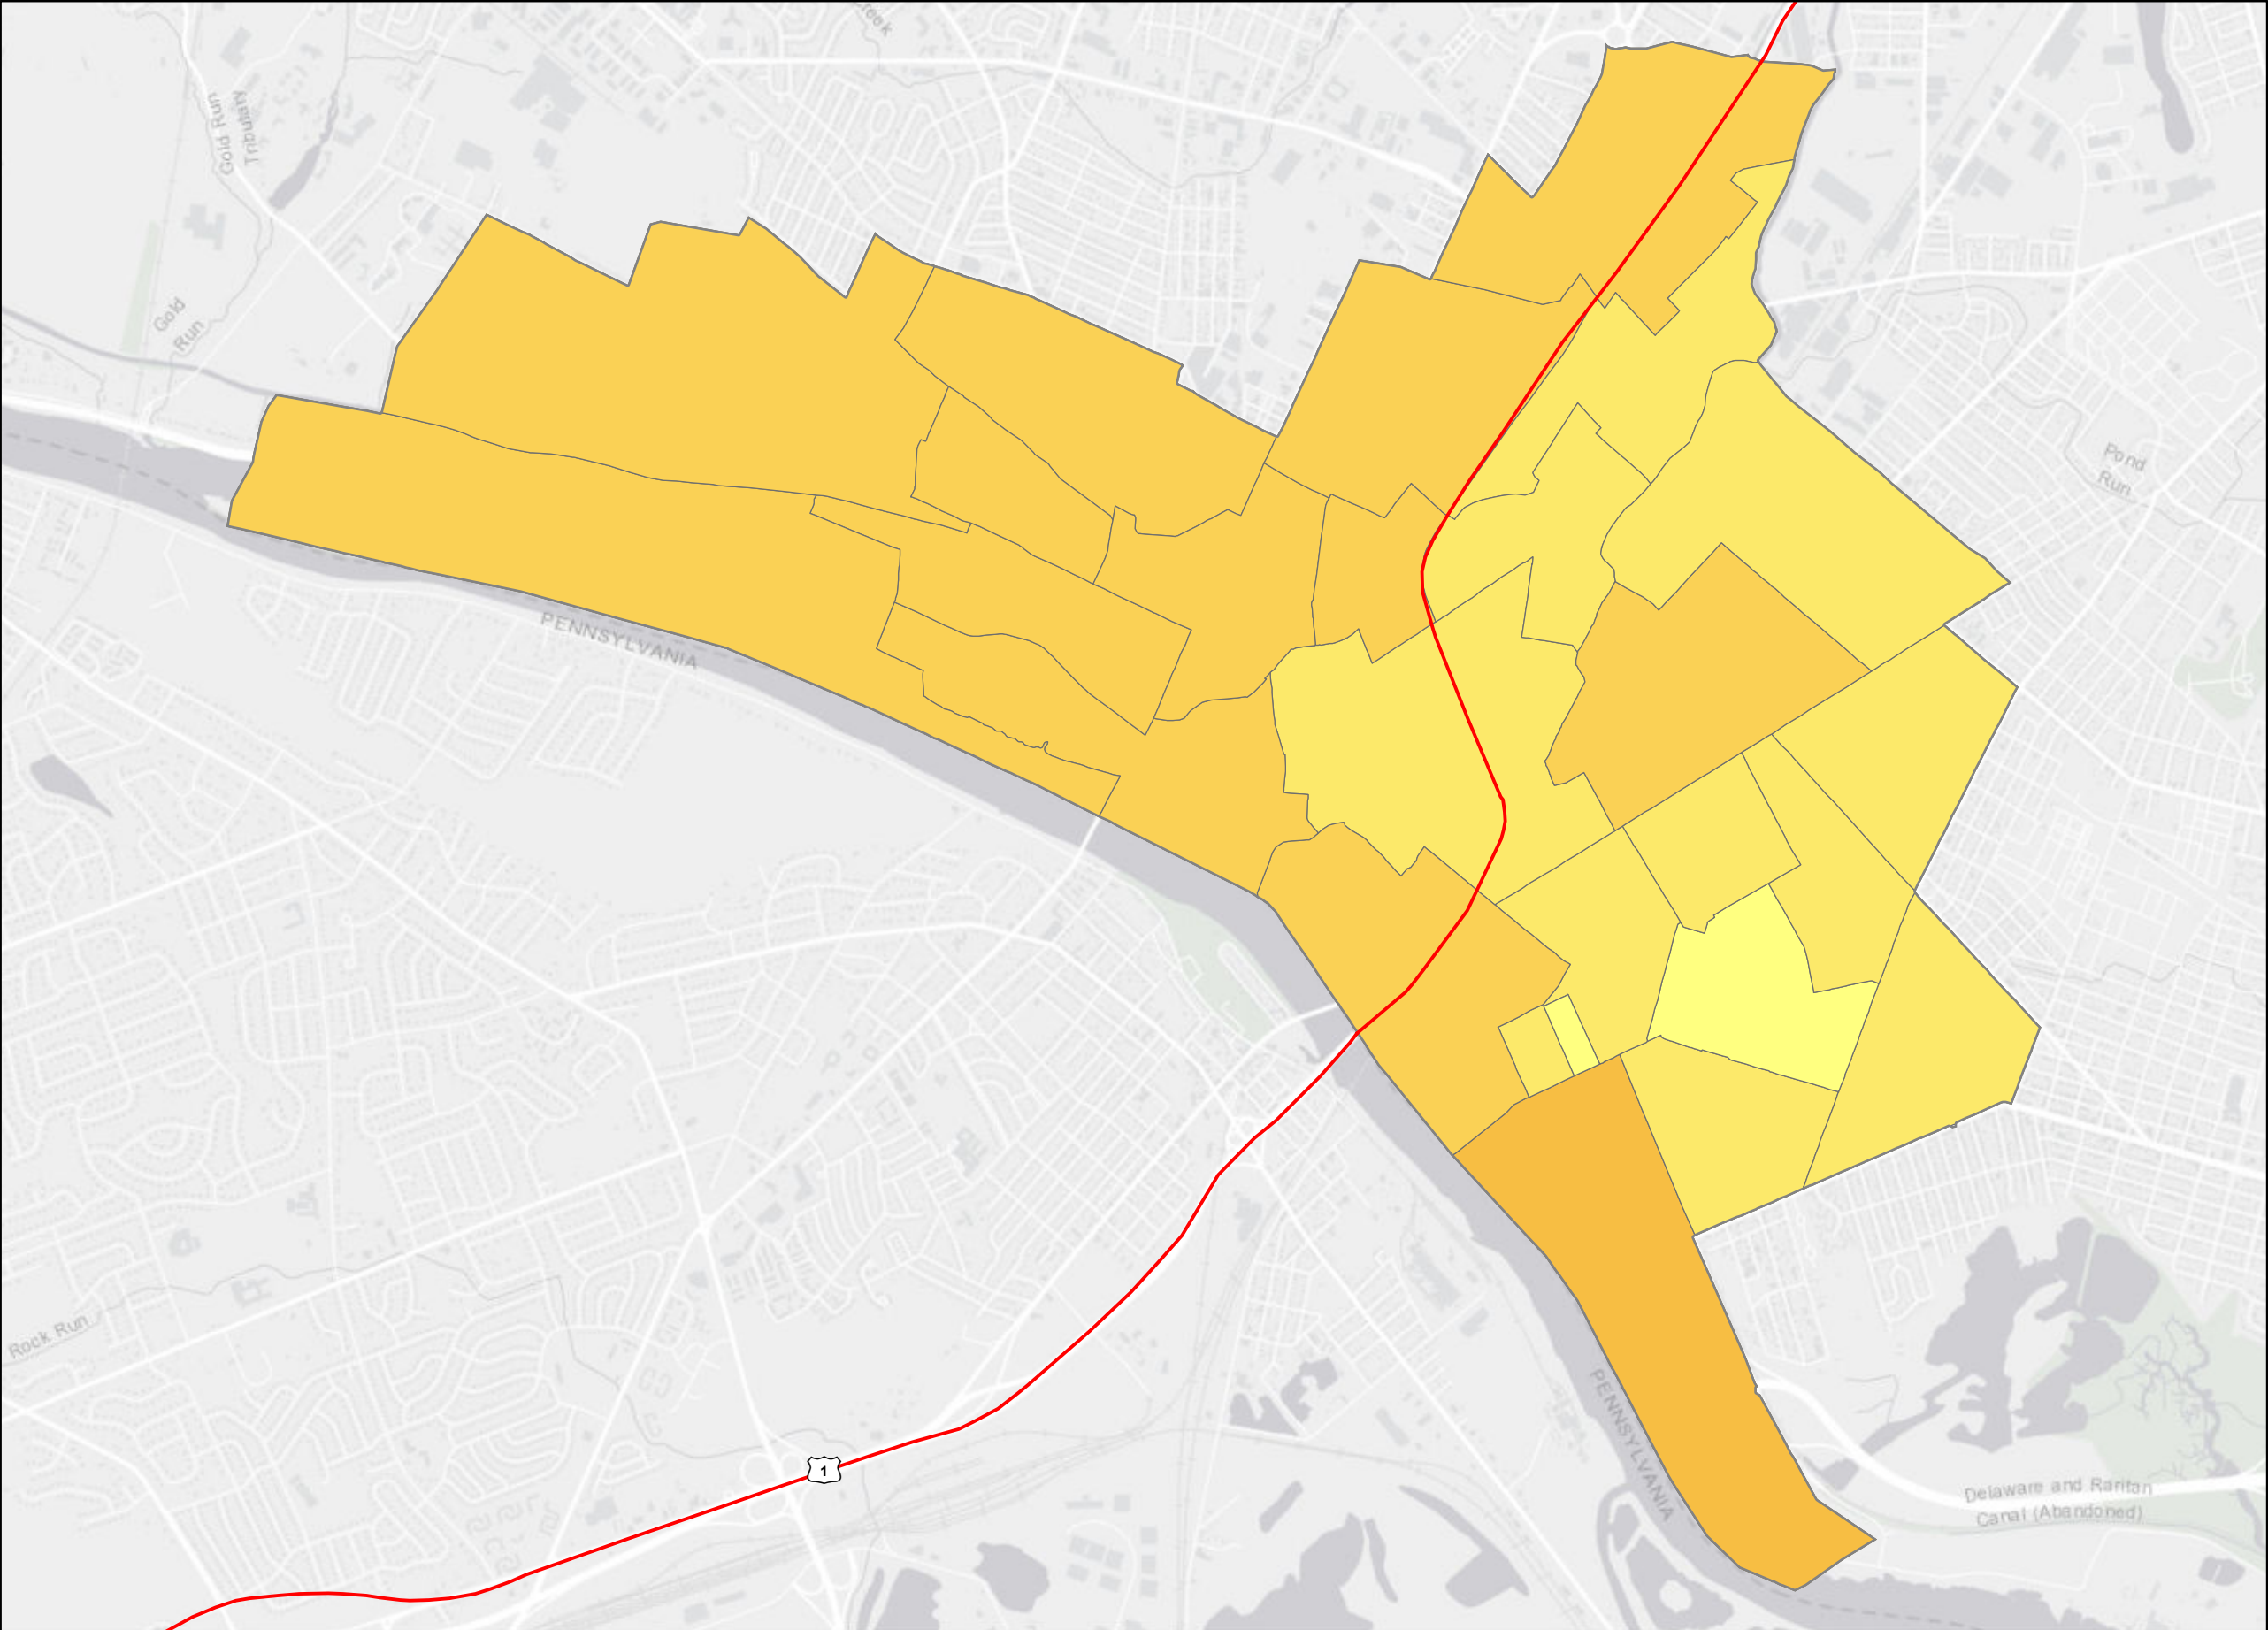 Creek
Gold Run
Tributary
Gold
Run
Pond
Run
PENNSYLVANIA
Rock Run
1
PENNSYLVANIA
Delaware and Raritan
Canal (Abandoned)